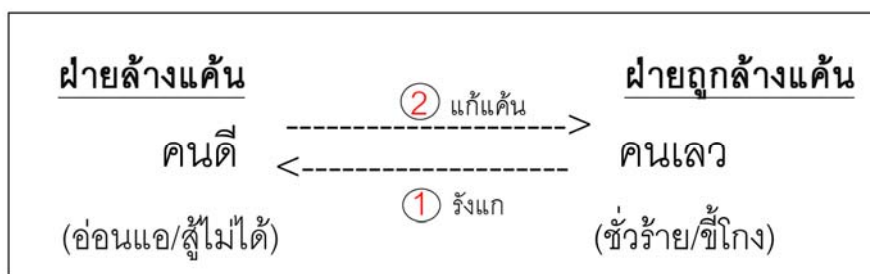 ฝ่ายล้างแค้น ฝ่ายถูกล้างแค้น
2 แก้แค้น
คนดี คนเลว
1 รังแก
(อ่อนแอ/สู้ไม่ได้) (ชั่วร้าย/ขี้โกง)